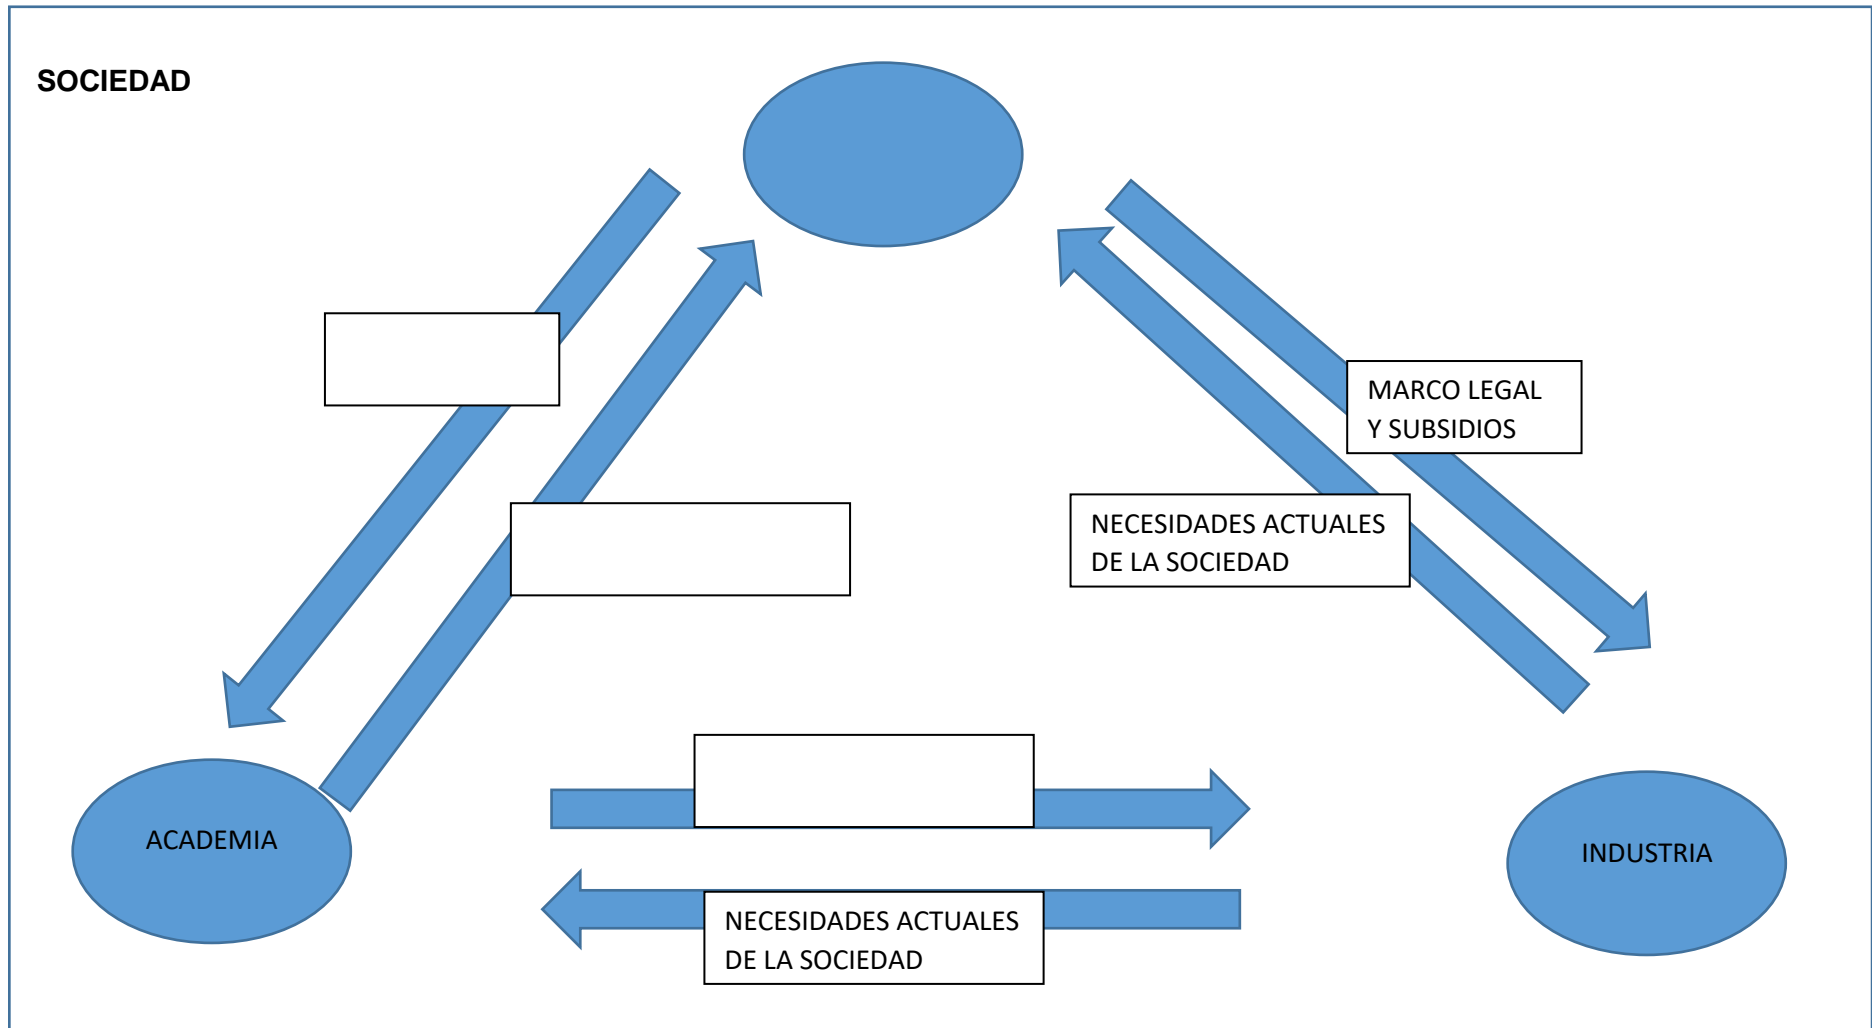 SOCIEDAD
MARCO LEGAL
Y SUBSIDIOS
NECESIDADES ACTUALES
DE LA SOCIEDAD
ACADEMIA
INDUSTRIA
NECESIDADES ACTUALES
DE LA SOCIEDAD